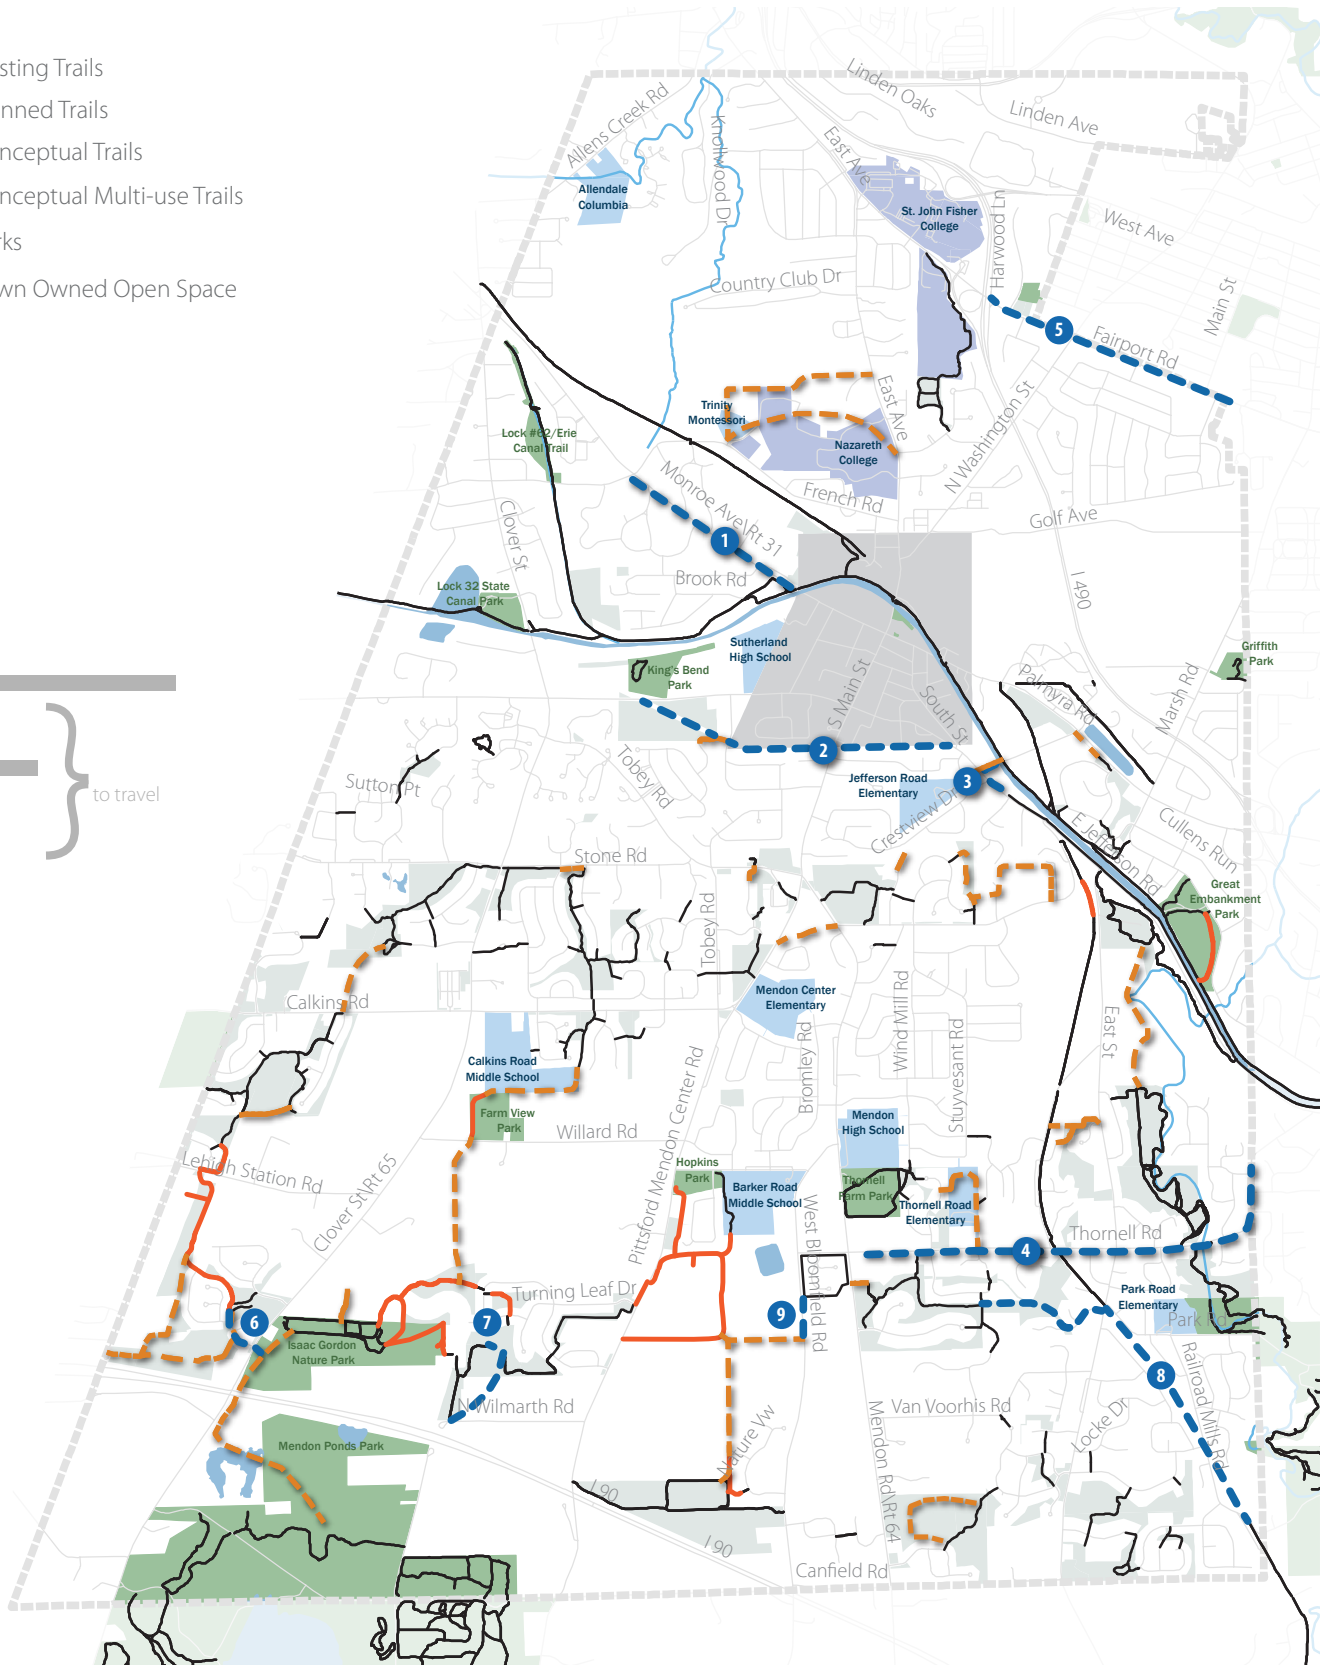 sting Trails
nned Trails
nceptual Trails
nceptual Multi-use Trails
rks
wn Owned Open Space
to travel
Linden Oaks
Linden Ave
Allens Creek Rd
Knollwood Dr
East Ave
Allendale
Columbia
St. John Fisher
College
Harwood Ln
West Ave
Country Club Dr
Main St
5
Fairport Rd
Trinity
Montessori
East Ave
Nazareth
College
N Washington St
Lock #62/Erie
Canal Trail
Monroe Ave\Rt 31
French Rd
Golf Ave
Clover St
1
Brook Rd
I 490
Lock 32 State
Canal Park
Sutherland
High School
King's Bend
Park
Griffith
Park
S Main St
South St
Palmyra Rd
Marsh Rd
2
Tobey Rd
Sutton Pt
Jefferson Road
Elementary
3
Crestview Dr
E Jefferson Rd
Cullens Run
Stone Rd
Great
Embankment
Park
Tobey Rd
Mendon Center
Elementary
Wind Mill Rd
Calkins Rd
East St
Stuyvesant Rd
Bromley Rd
Calkins Road
Middle School
Pittsford Mendon Center Rd
Farm View
Park
Mendon
High School
Willard Rd
Lehigh Station Rd
Clover St\Rt 65
Hopkins
Park
Barker Road
Middle School
Thornell
Farm Park
Thornell Road
Elementary
West Bloomfield Rd
Thornell Rd
4
Turning Leaf Dr
Park Road
Elementary
Park Rd
6
7
9
Isaac Gordon
Nature Park
Railroad Mills Rd
8
N Wilmarth Rd
Van Voorhis Rd
Locke Dr
Nature Vw
Mendon Rd\Rt 64
Mendon Ponds Park
I 90
I 90
Canfield Rd